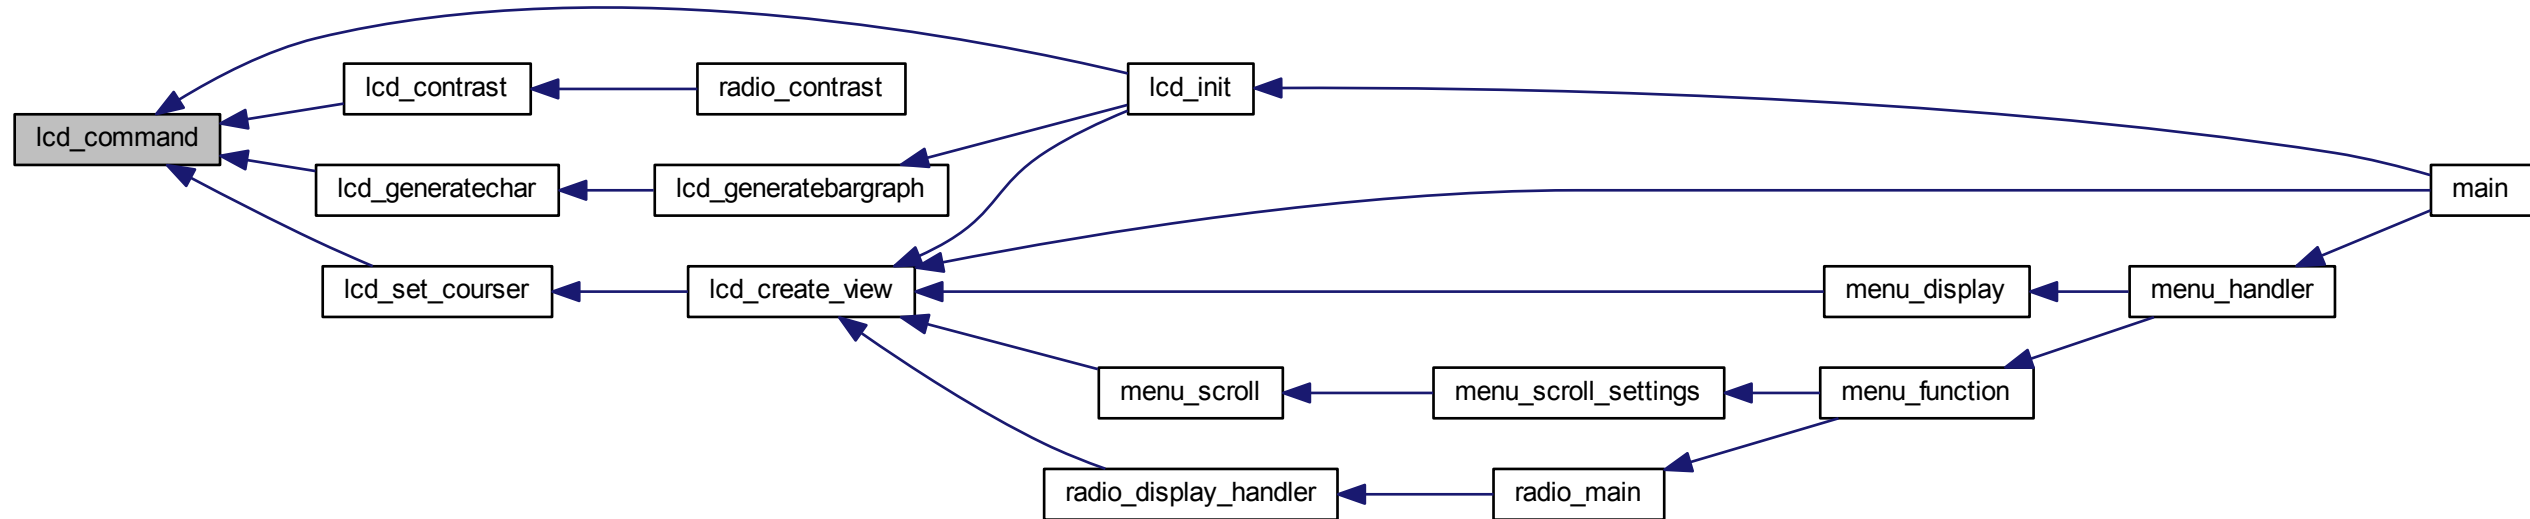 lcd_command
lcd_contrast
radio_contrast
lcd_init
lcd_generatechar
lcd_generatebargraph
main
lcd_set_courser
lcd_create_view
menu_display
menu_handler
menu_scroll
menu_scroll_settings
menu_function
radio_display_handler
radio_main